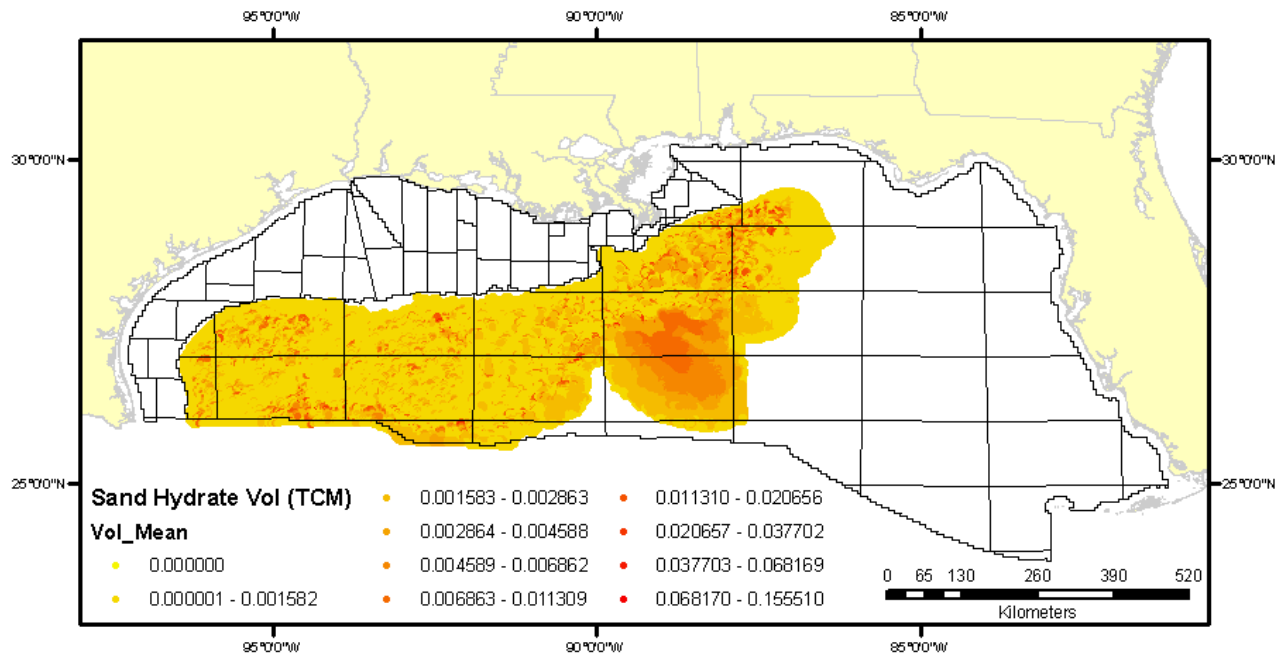 95°0'0"W 90°0'0"W 85°0'0"W
30°0'0"N 30°0'0"N
25°0'0"N 25°0'0"N
Sand Hydrate Vol (TCM)
Vol_Mean
0.000000
0.000001 - 0.001582
0.001583 - 0.002863
0.002864 - 0.004588
0.004589 - 0.006862
0.006863 - 0.011309
0.011310 - 0.020656
0.020657 - 0.037702
0.037703 - 0.068169
0.068170 - 0.155510
0 65 130 260 390 520
Kilometers
95°0'0"W 90°0'0"W 85°0'0"W